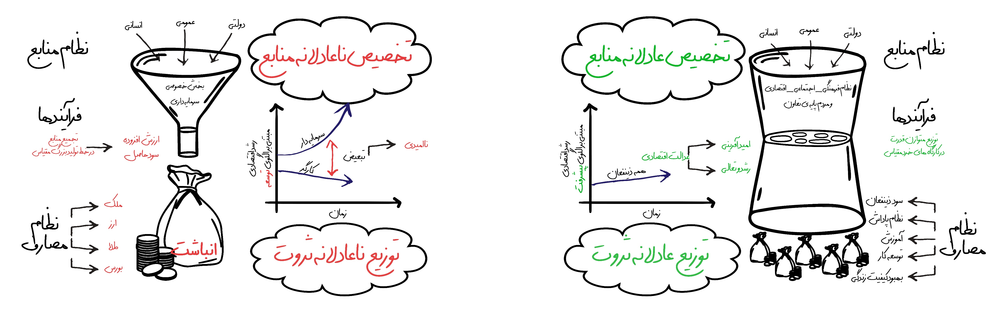 نظام منابع
دولتی
عمومی
انسانی
نظام فرهنگی_اجتماعی_اقتصادی
و مردم پایه‌ی تعاون
فرآیندها
توزیع متوازن قدرت
در کارگاه های خرد مقیاس
نظام
مصارف
سود ذینفعان
نظام پاداش
آموزش
توسعه کار
بهبود کیفیت زندگی
تخصیص عادلانه منابع
رشد اقتصادی
مبتنی بر الگوی پیشرفت
همه ذینفعان
عدالت اقتصادی
امیدآفرینی
رشد و تعالی
زمان
توزیع عادلانه ثروت
تخصیص ناعادلانه منابع
رشد اقتصادی
مبتنی بر الگوی توسعه
سرمایه‌دار
کارگر
تبعیض
ناامیدی
زمان
توزیع ناعادلانه ثروت
دولتی
عمومی
انسانی
نظام منابع
بخش خصوصی
سرمایه‌داری
فرآیندها
تجمیع منابع
در خط تولید بزرگ مقیاس
ارزش افزوده
سود حاصل
انباشت
نظام
مصارف
ملک
ارز
طلا
بورس